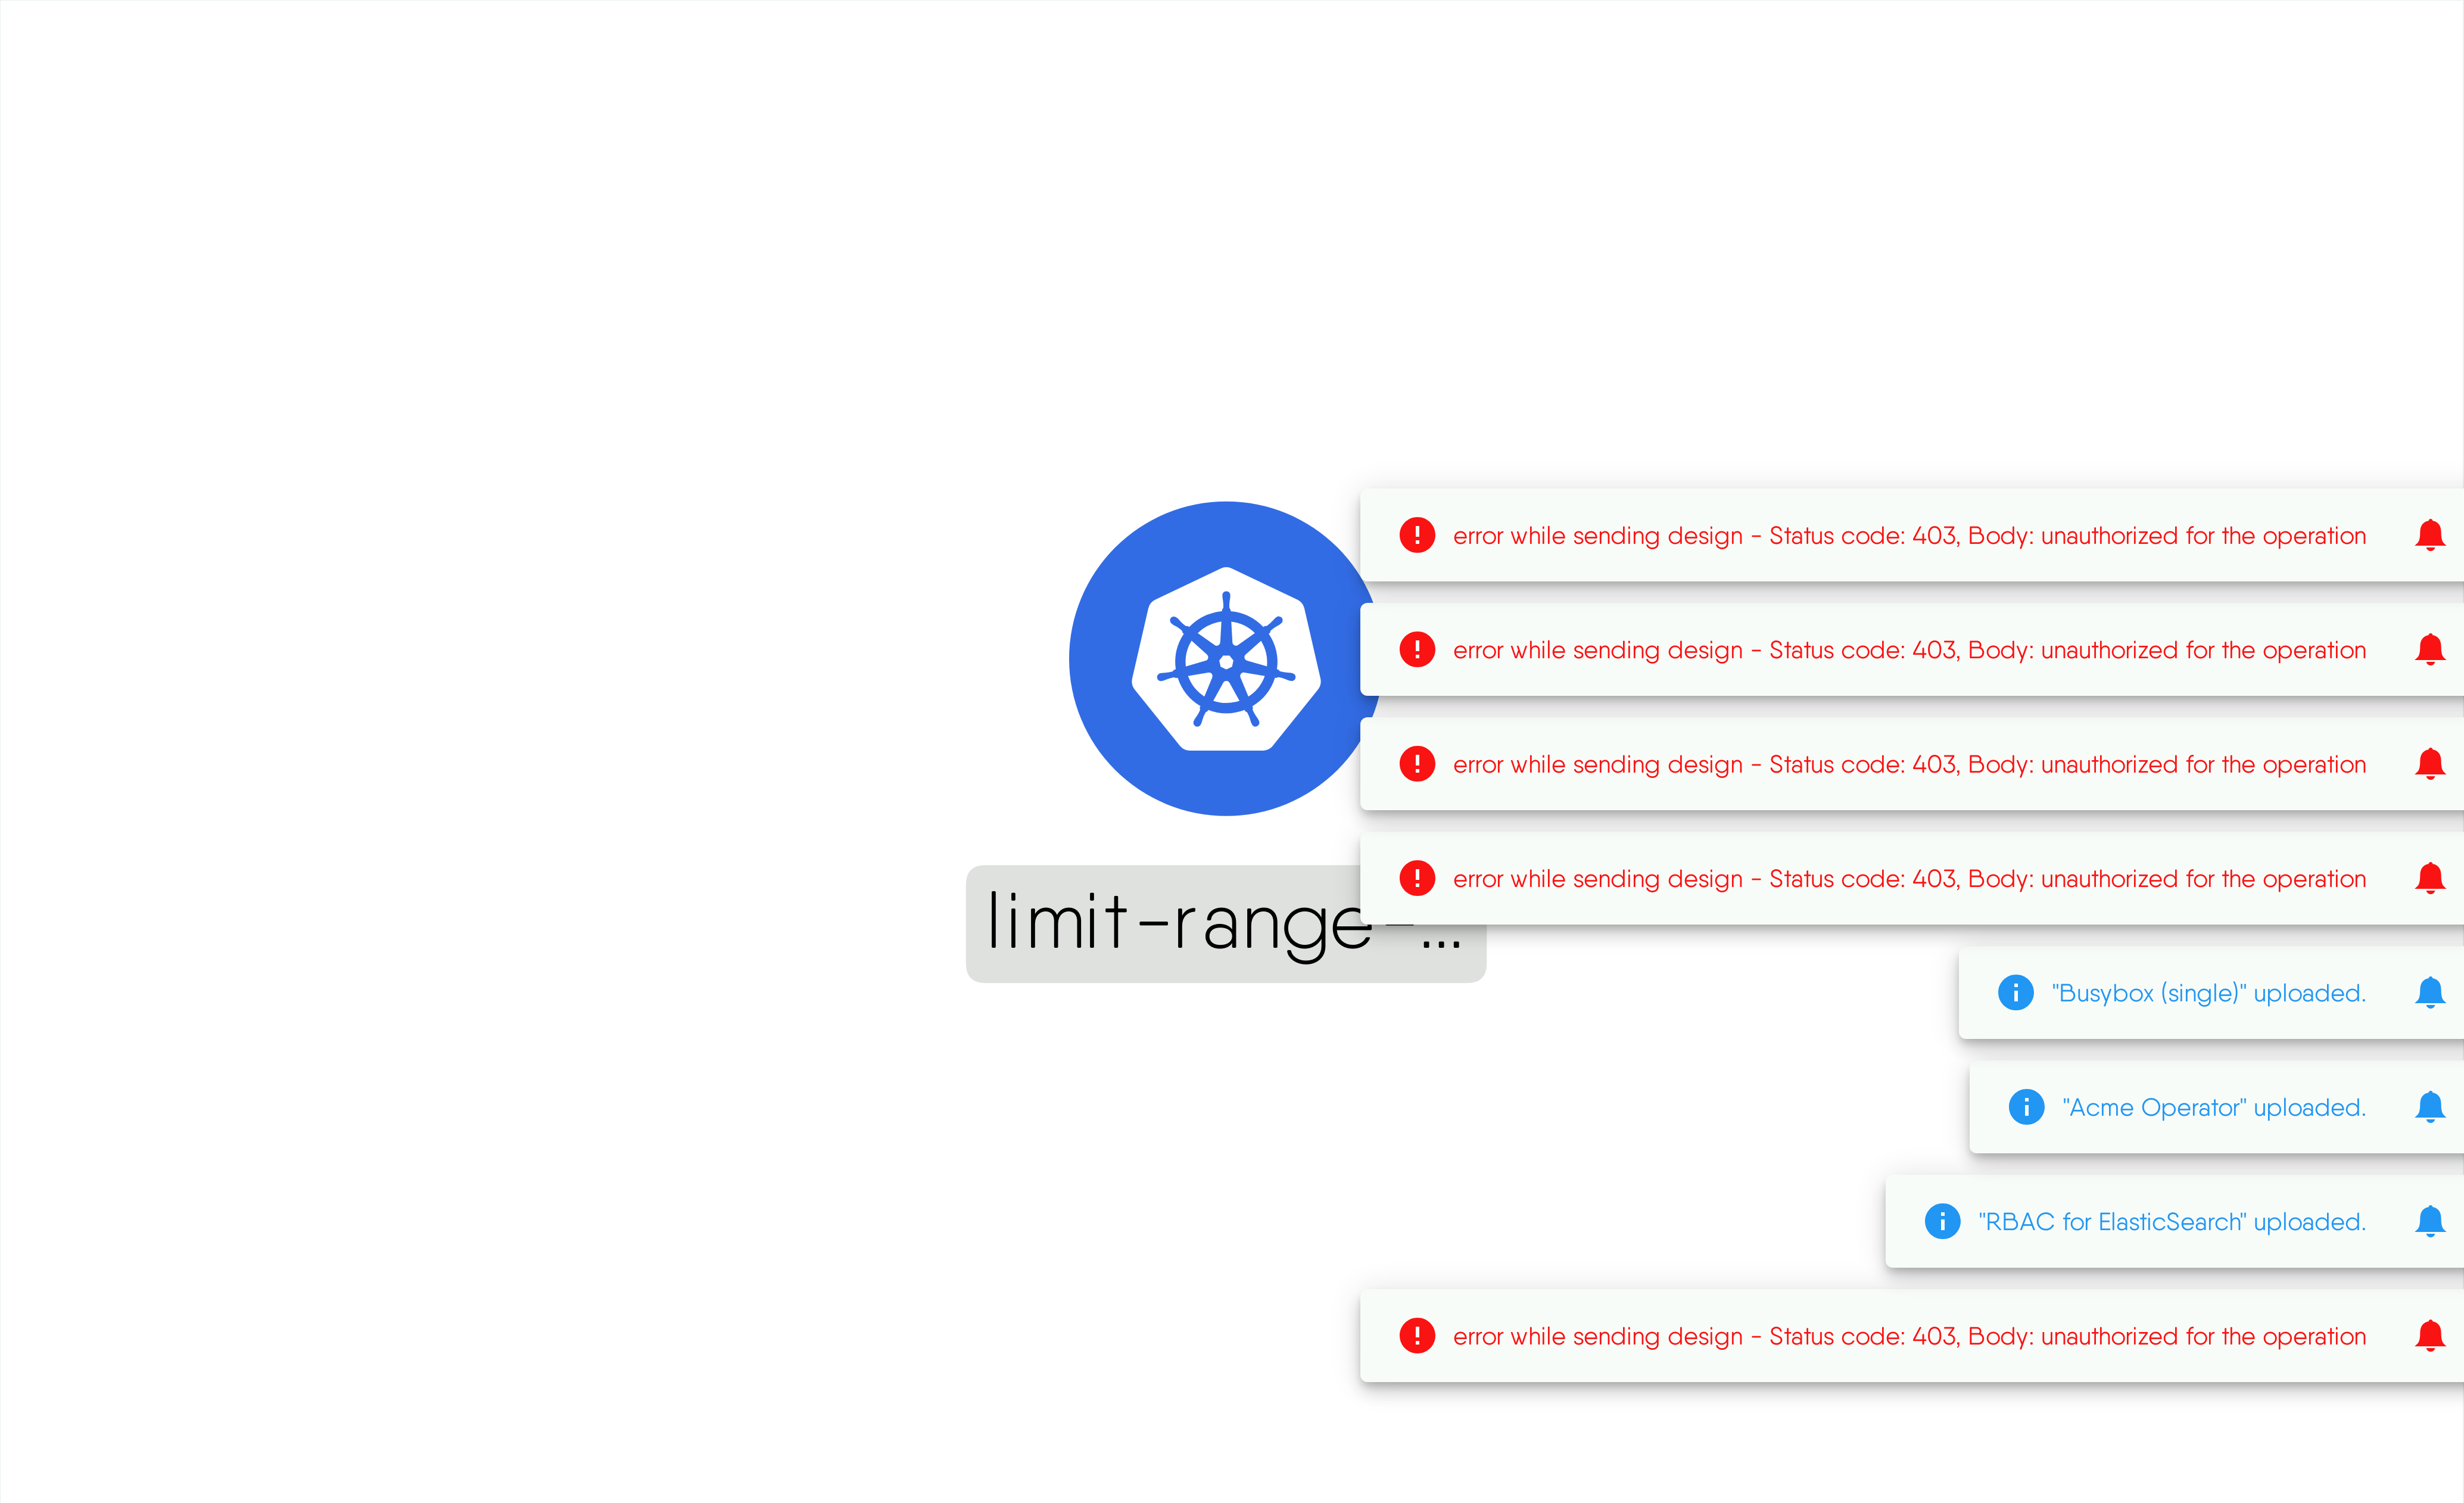 error while sending design - Status code: 403, Body: unauthorized for the operation
error while sending design - Status code: 403, Body: unauthorized for the operation
error while sending design - Status code: 403, Body: unauthorized for the operation
error while sending design - Status code: 403, Body: unauthorized for the operation
limit-range-...
"Busybox (single)" uploaded.
"Acme Operator" uploaded.
"RBAC for ElasticSearch" uploaded.
error while sending design - Status code: 403, Body: unauthorized for the operation